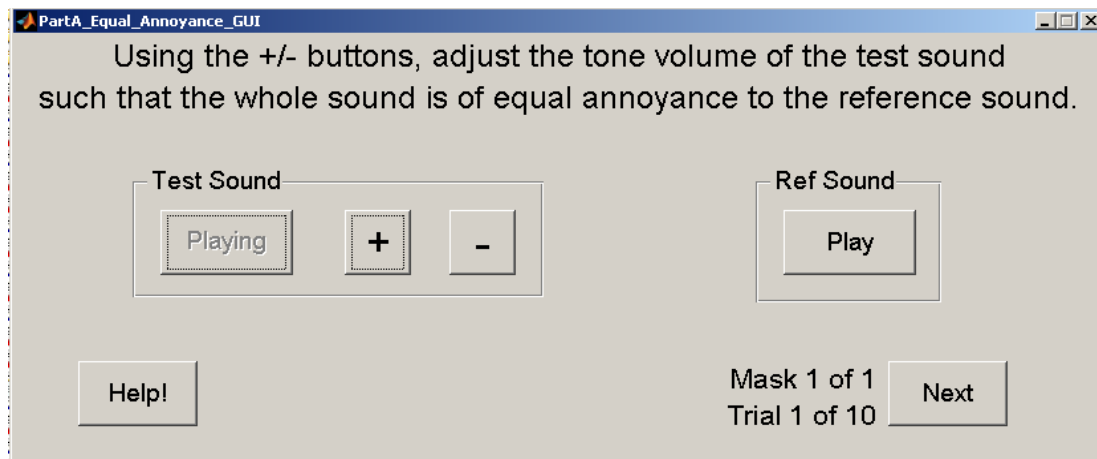 PartA_Equal_Annoyance_GUI
Using the +/- buttons, adjust the tone volume of the test sound
such that the whole sound is of equal annoyance to the reference sound.
Test Sound
Playing
+
-
Ref Sound
Play
Help!
Mask 1 of 1
Trial 1 of 10
Next